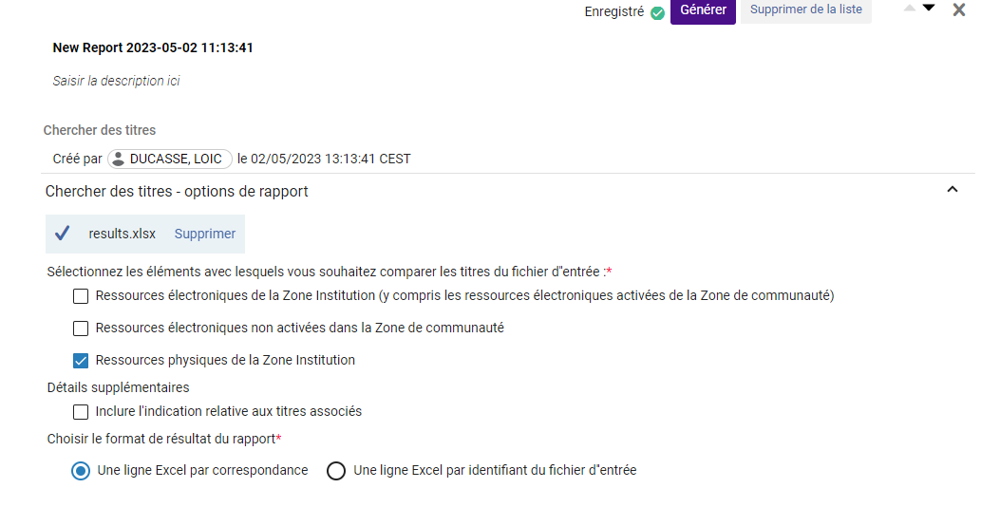 Enregistré Générer Supprimer de la liste
New Report 2023-05-02 11:13:41
Saisir la description ici
Chercher des titres
Créé par DUCASSE, LOIC le 02/05/2023 13:13:41 CEST
Chercher des titres - options de rapport
results.xlsx Supprimer
Sélectionnez les éléments avec lesquels vous souhaitez comparer les titres du fichier d"entrée :*
Ressources électroniques de la Zone Institution (y compris les ressources électroniques activées de la Zone de communauté)
Ressources électroniques non activées dans la Zone de communauté
Ressources physiques de la Zone Institution
Détails supplémentaires
Inclure l'indication relative aux titres associés
Choisir le format de résultat du rapport*
Une ligne Excel par correspondance Une ligne Excel par identifiant du fichier d"entrée